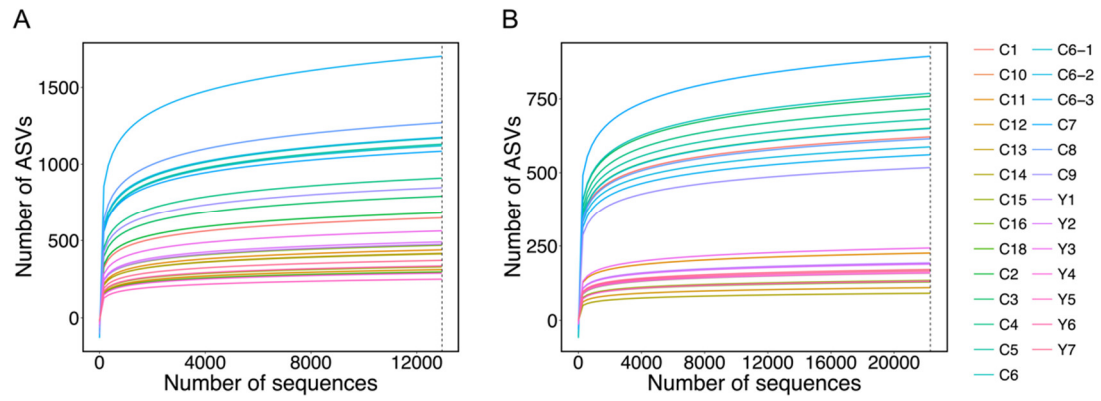 A
B
Number of ASVs
1500
1000
500
0
0
4000
8000
12000
Number of sequences
Number of ASVs
750
500
250
0
0
4000
8000
12000
16000
20000
Number of sequences
C1
C10
C11
C12
C13
C14
C15
C16
C18
C2
C3
C4
C5
C6
C6-1
C6-2
C6-3
C7
C8
C9
Y1
Y2
Y3
Y4
Y5
Y6
Y7